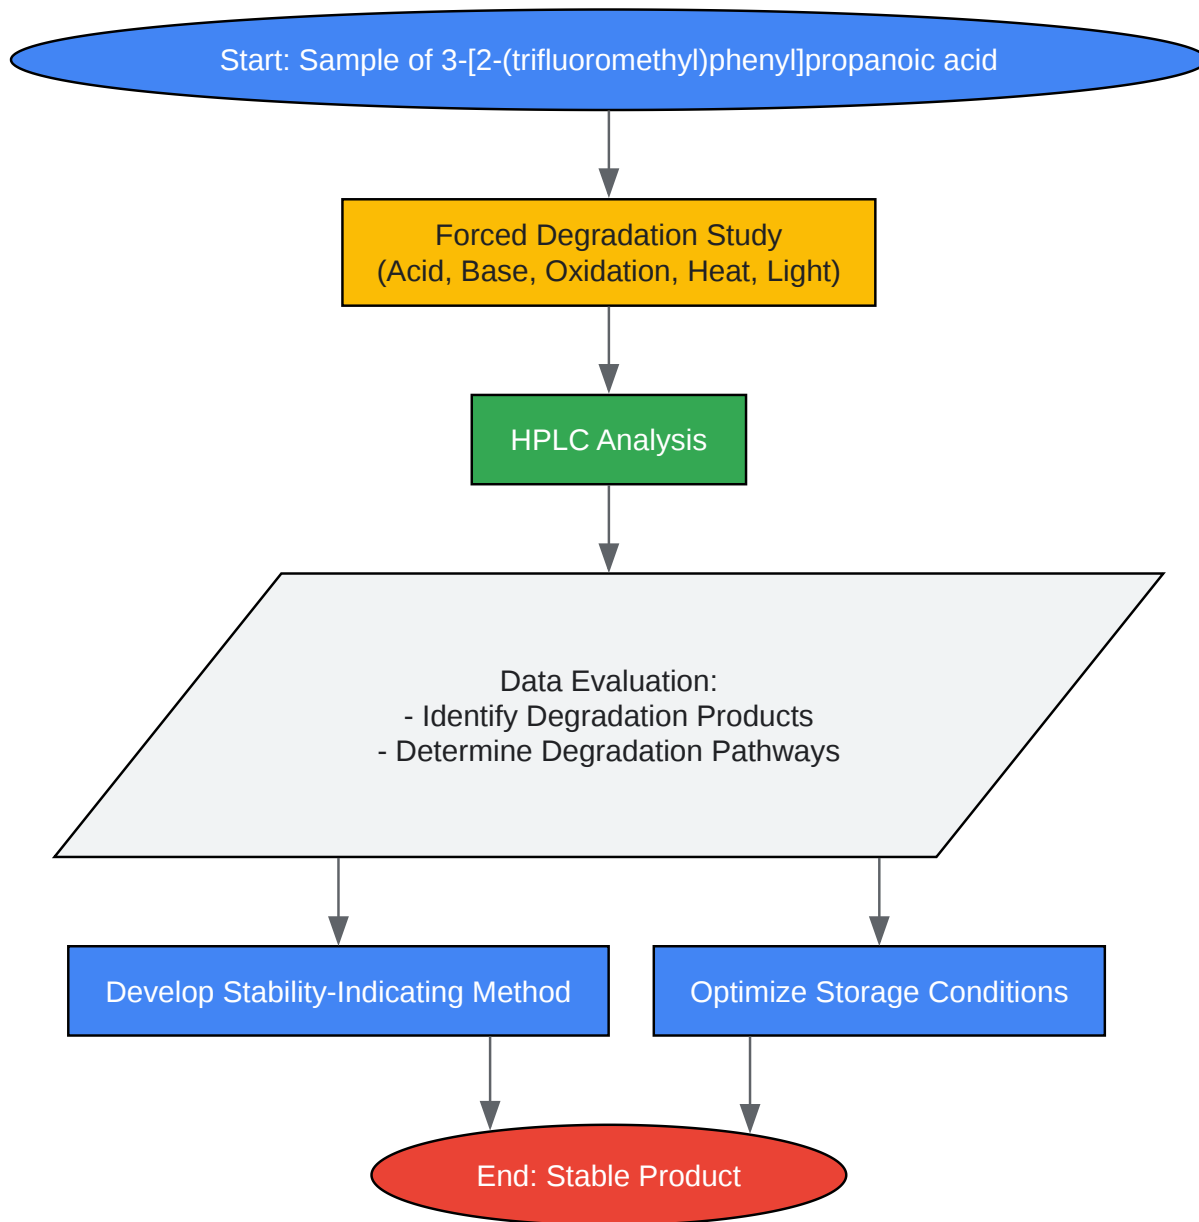 Start: Sample of 3-[2-(trifluoromethyl)phenyl]propanoic acid
Forced Degradation Study
(Acid, Base, Oxidation, Heat, Light)
HPLC Analysis
Data Evaluation:
- Identify Degradation Products
- Determine Degradation Pathways
Develop Stability-Indicating Method
Optimize Storage Conditions
End: Stable Product